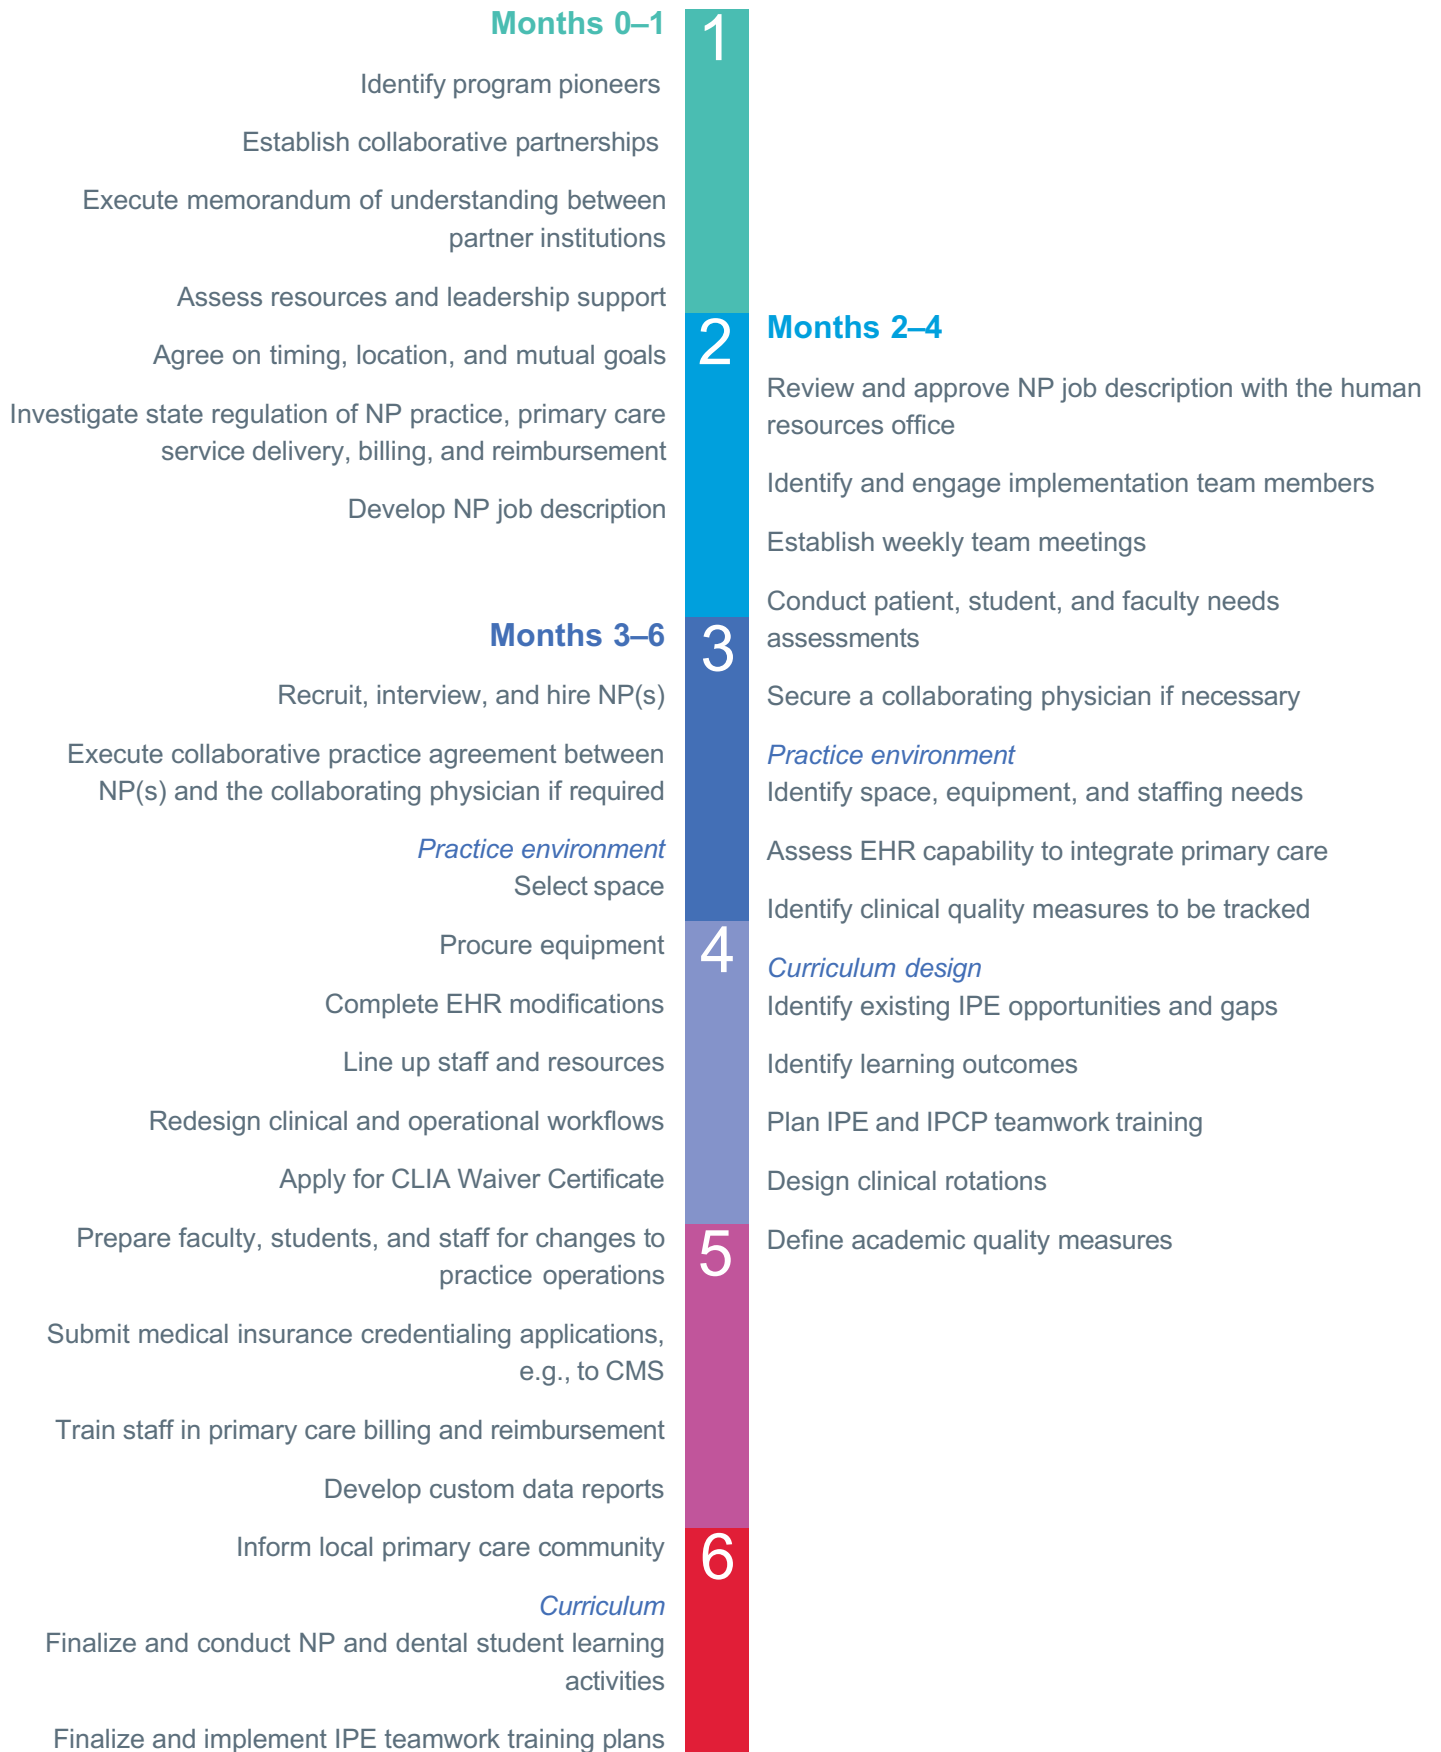 Months 0–1
Identify program pioneers
Establish collaborative partnerships
Execute memorandum of understanding between
partner institutions
Assess resources and leadership support
Agree on timing, location, and mutual goals
Investigate state regulation of NP practice, primary care
service delivery, billing, and reimbursement
Develop NP job description
Months 3–6
Recruit, interview, and hire NP(s)
Execute collaborative practice agreement between
NP(s) and the collaborating physician if required
Practice environment
Select space
Procure equipment
Complete EHR modifications
Line up staff and resources
Redesign clinical and operational workflows
Apply for CLIA Waiver Certificate
Prepare faculty, students, and staff for changes to
practice operations
Submit medical insurance credentialing applications,
e.g., to CMS
Train staff in primary care billing and reimbursement
Develop custom data reports
Inform local primary care community
Curriculum
Finalize and conduct NP and dental student learning
activities
Finalize and implement IPE teamwork training plans
1
2
3
4
5
6
Months 2–4
Review and approve NP job description with the human
resources office
Identify and engage implementation team members
Establish weekly team meetings
Conduct patient, student, and faculty needs
assessments
Secure a collaborating physician if necessary
Practice environment
Identify space, equipment, and staffing needs
Assess EHR capability to integrate primary care
Identify clinical quality measures to be tracked
Curriculum design
Identify existing IPE opportunities and gaps
Identify learning outcomes
Plan IPE and IPCP teamwork training
Design clinical rotations
Define academic quality measures